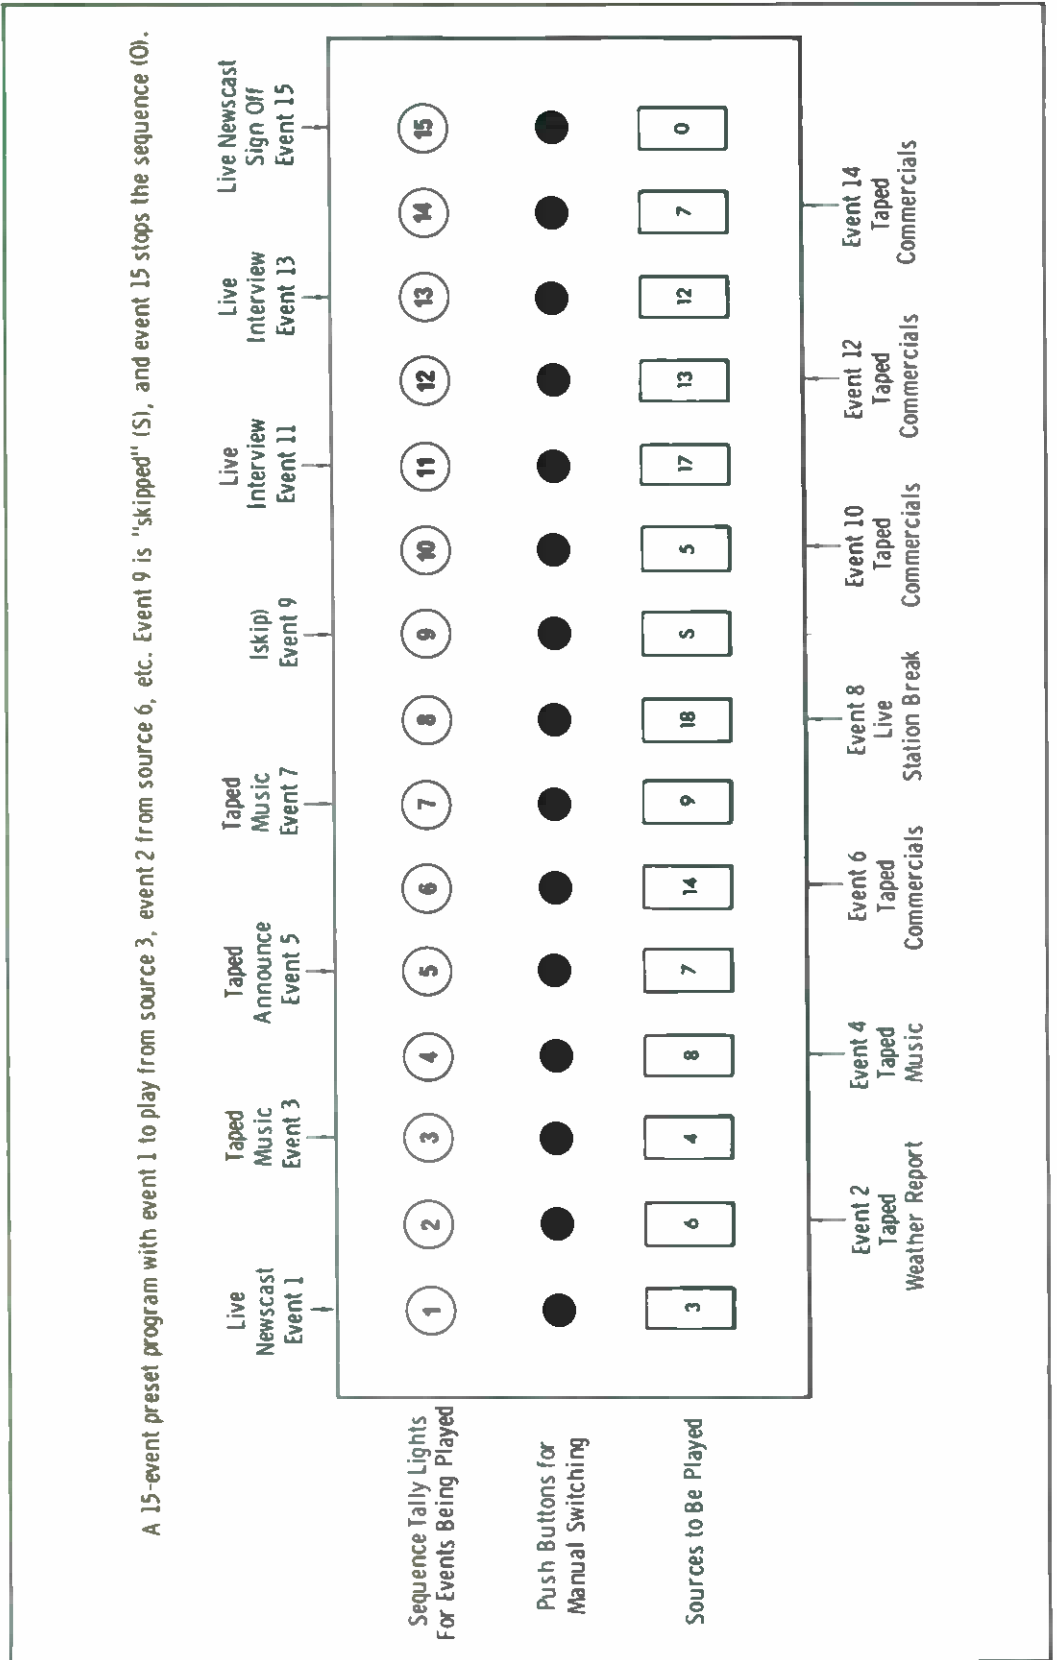 A 15-event preset program with event 1 to play from source 3, event 2 from source 6, etc. Event 9 is "skipped" (S), and event 15 stops the sequence (0).
Live
Newscast
Event 1
Taped
Music
Event 3
Taped
Announce
Event 5
Taped
Music
Event 7
(skip)
Event 9
Live
Interview
Event 11
Live
Interview
Event 13
Live Newscast
Sign Off
Event 15
Sequence Tally Lights
For Events Being Played
1 2 3 4 5 6 7 8 9 10 11 12 13 14 15
Push Buttons for
Manual Switching
Sources to Be Played
3 6 4 8 7 14 9 18 S 5 17 13 12 7 0
Event 2
Taped
Weather Report
Event 4
Taped
Music
Event 6
Taped
Commercials
Event 8
Live
Station Break
Event 10
Taped
Commercials
Event 12
Taped
Commercials
Event 14
Taped
Commercials